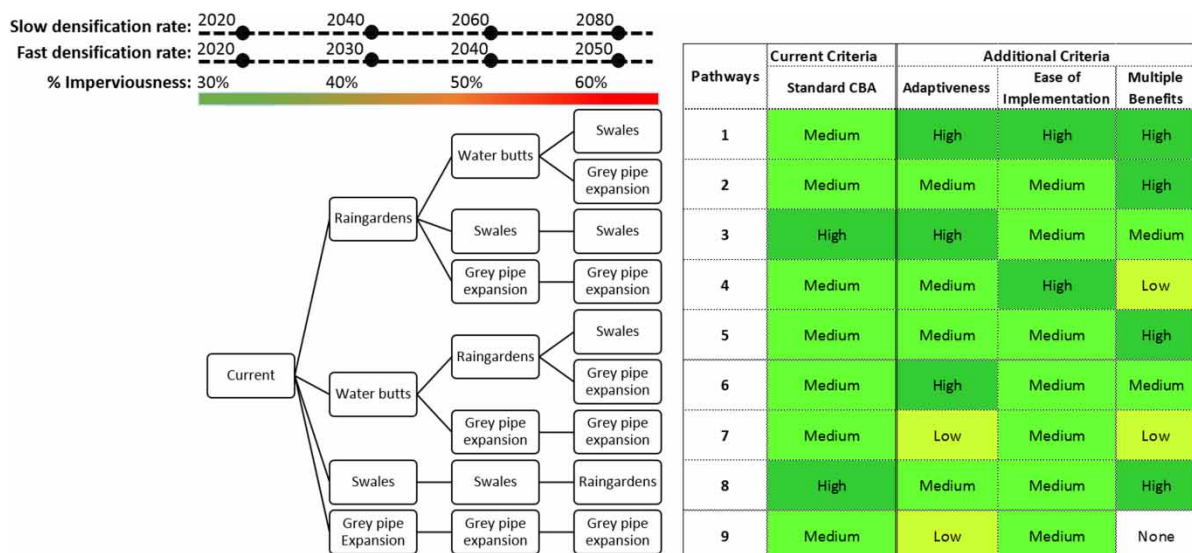 Slow densification rate: 2020 2040 2060 2080
Fast densification rate: 2020 2030 2040 2050
% Imperviousness: 30% 40% 50% 60%
Current
Raingardens
Water butts
Swales
Grey pipe
expansion
Swales
Swales
Grey pipe
expansion
Grey pipe
expansion
Water butts
Raingardens
Swales
Grey pipe
expansion
Grey pipe
expansion
Grey pipe
expansion
Swales
Swales
Raingardens
Grey pipe
Expansion
Grey pipe
expansion
Grey pipe
expansion
Pathways
Current Criteria
Additional Criteria
Standard CBA
Adaptiveness
Ease of
Implementation
Multiple
Benefits
1 Medium High High High
2 Medium Medium Medium High
3 High High Medium Medium
4 Medium Medium High Low
5 Medium Medium Medium High
6 Medium High Medium Medium
7 Medium Low Medium Low
8 High Medium Medium High
9 Medium Low Medium None